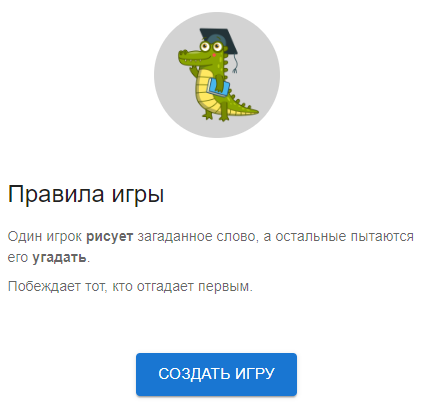 Правила игры
Один игрок рисует загаданное слово, а остальные пытаются
его угадать.
Побеждает тот, кто отгадает первым.
СОЗДАТЬ ИГРУ